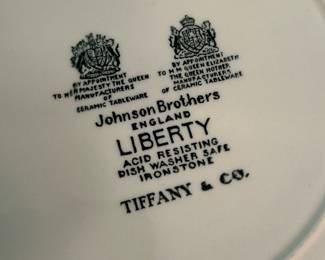 BY APPOINTMENT
TO HER MAJESTY THE QUEEN
MANUFACTURERS
OF
CERAMIC TABLEWARE
BY APPOINTMENT
TO H M QUEEN ELIZABETH
THE QUEEN MOTHER
MANUFACTURERS
OF CERAMIC TABLEWARE
Johnson Brothers
ENGLAND
LIBERTY
ACID RESISTING
DISH WASHER SAFE
IRONSTONE
TIFFANY & CO.